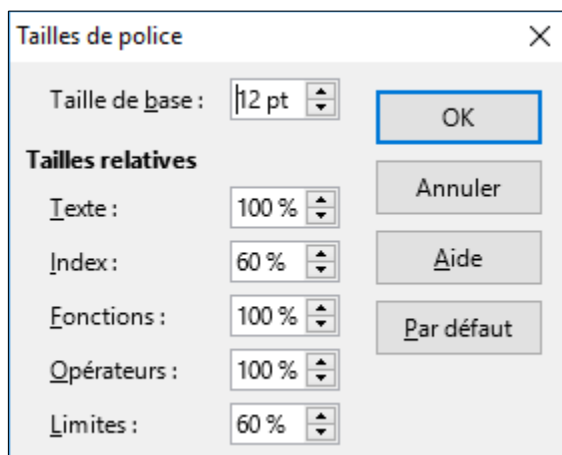 Tailles de police
Taille de base : 12 pt
OK
Tailles relatives
Annuler
Texte : 100 %
Index : 60 %
Aide
Fonctions : 100 %
Par défaut
Opérateurs : 100 %
Limites : 60 %